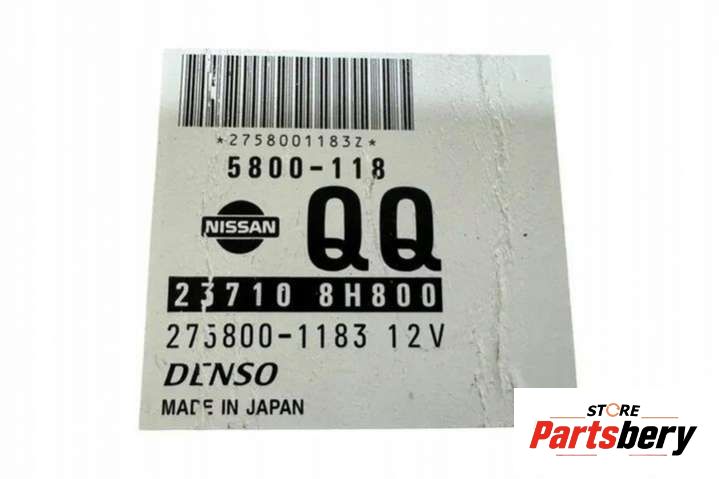 *2758001183Z*
5800-118
NISSAN
QQ
23710 8H800
275800-1183 12V
DENSO
MADE IN JAPAN
STORE
Partsbery